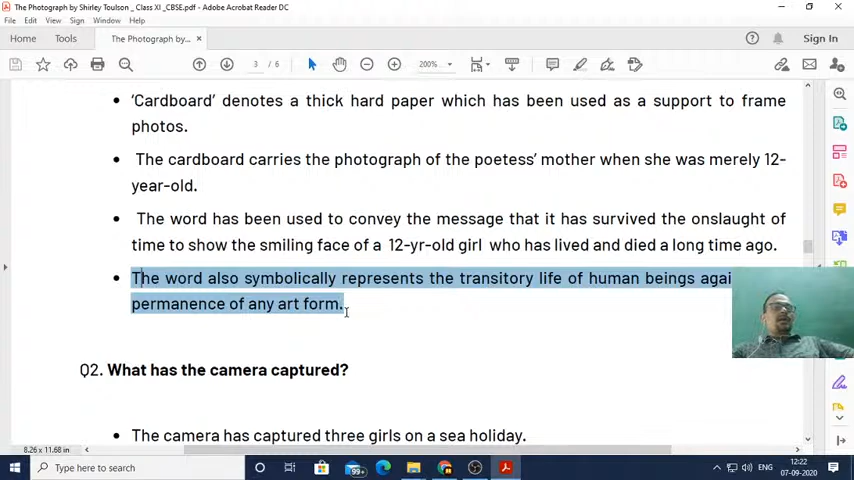 The Photograph by Shirley Toulson _ Class XI _CBSE.pdf - Adobe Acrobat Reader DC
File Edit View Sign Window Help
Home Tools The Photograph by... × Sign In
3 / 6 200%
• ‘Cardboard’ denotes a thick hard paper which has been used as a support to frame
photos.
• The cardboard carries the photograph of the poetess’ mother when she was merely 12-
year-old.
• The word has been used to convey the message that it has survived the onslaught of
time to show the smiling face of a 12-yr-old girl who has lived and died a long time ago.
• The word also symbolically represents the transitory life of human beings agai
permanence of any art form.
Q2. What has the camera captured?
• The camera has captured three girls on a sea holiday.
8.26 x 11.68 in
Type here to search
99+
ENG
12:22
07-09-2020